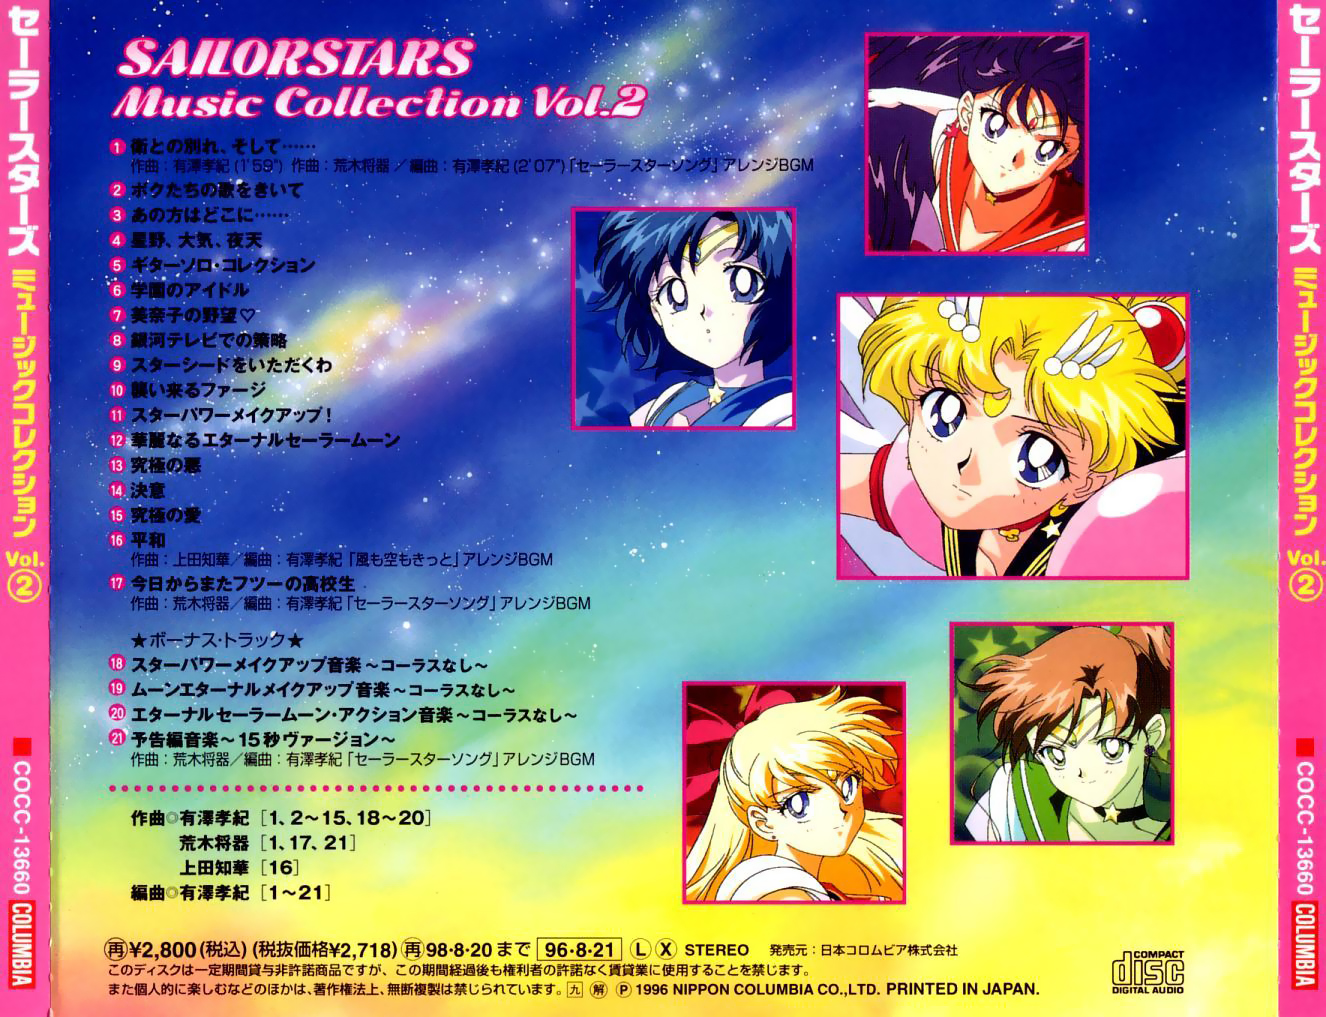 セーラースターズ ミュージックコレクション Vol.②
■ COCC-13660 COLUMBIA
SAILORSTARS
Music Collection Vol.2
1 衛との別れ、そして……
作曲：有澤孝紀(1'59") 作曲：荒木将器／編曲：有澤孝紀(2'07")「セーラースターソング」アレンジBGM
2 ボクたちの歌をきいて
3 あの方はどこに……
4 星野、大気、夜天
5 ギターソロ・コレクション
6 学園のアイドル
7 美奈子の野望♡
8 銀河テレビでの策略
9 スターシードをいただくわ
10 襲い来るファージ
11 スターパワーメイクアップ！
12 華麗なるエターナルセーラームーン
13 究極の悪
14 決意
15 究極の愛
16 平和
作曲：上田知華／編曲：有澤孝紀「風も空もきっと」アレンジBGM
17 今日からまたフツーの高校生
作曲：荒木将器／編曲：有澤孝紀「セーラースターソング」アレンジBGM
★ボーナス・トラック★
18 スターパワーメイクアップ音楽〜コーラスなし〜
19 ムーンエターナルメイクアップ音楽〜コーラスなし〜
20 エターナルセーラームーン・アクション音楽〜コーラスなし〜
21 予告編音楽〜15秒ヴァージョン〜
作曲：荒木将器／編曲：有澤孝紀「セーラースターソング」アレンジBGM
作曲◎有澤孝紀［1、2〜15、18〜20］
荒木将器［1、17、21］
上田知華［16］
編曲◎有澤孝紀［1〜21］
㊢¥2,800(税込)(税抜価格¥2,718)再98・8・20まで 96・8・21 Ⓛ Ⓧ STEREO 発売元：日本コロムビア株式会社
このディスクは一定期間貸与非許諾商品ですが、この期間経過後も権利者の許諾なく賃貸業に使用することを禁じます。
また個人的に楽しむなどのほかは、著作権法上、無断複製は禁じられています。九 解 Ⓟ 1996 NIPPON COLUMBIA CO.,LTD. PRINTED IN JAPAN.
COMPACT
disc
DIGITAL AUDIO
セーラースターズ ミュージックコレクション Vol.②
■ COCC-13660 COLUMBIA